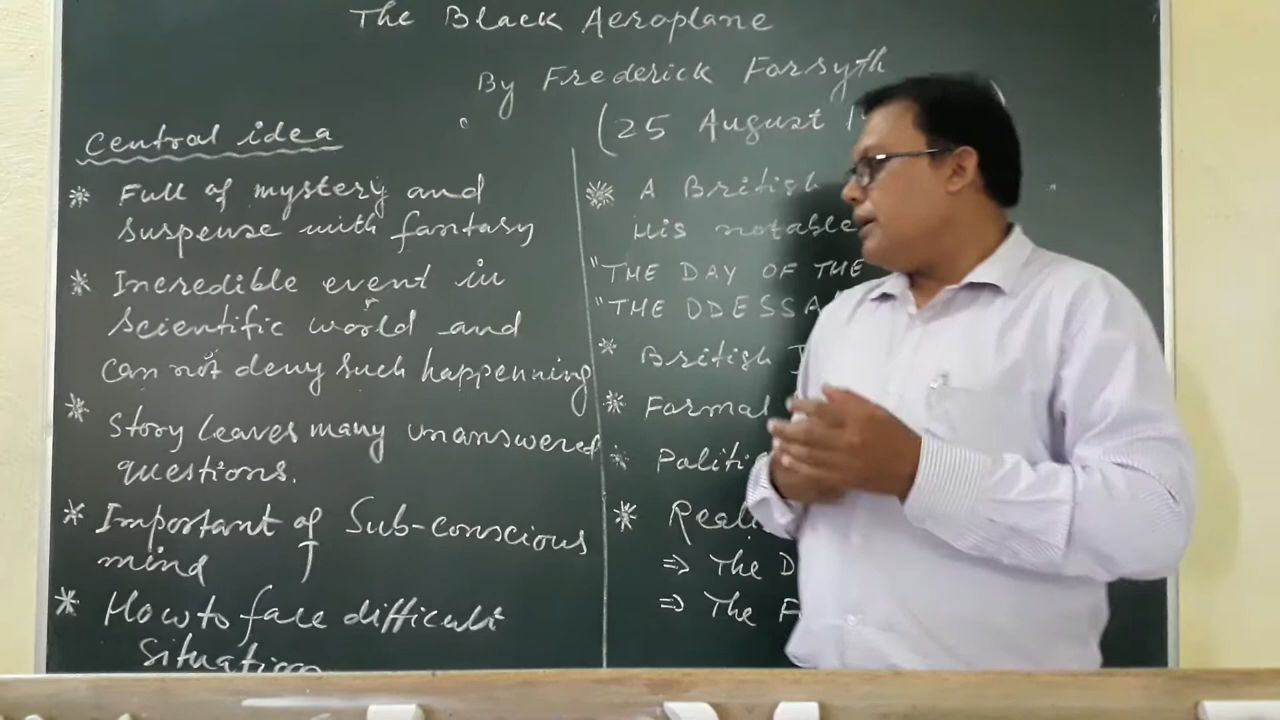 The Black Aeroplane
By Frederick Forsyth
(25 August
Central idea
* Full of mystery and
suspense with fantasy
* Incredible event in
scientific world and
can not deny such happenning
* Story leaves many unanswered
questions.
* Important of Sub-conscious
mind
* How to face difficult
situation
* A British
His notable
"THE DAY OF THE
"THE ODESSA
* British
* Formal
* Politi
* Real
⇒ The D
⇒ The F